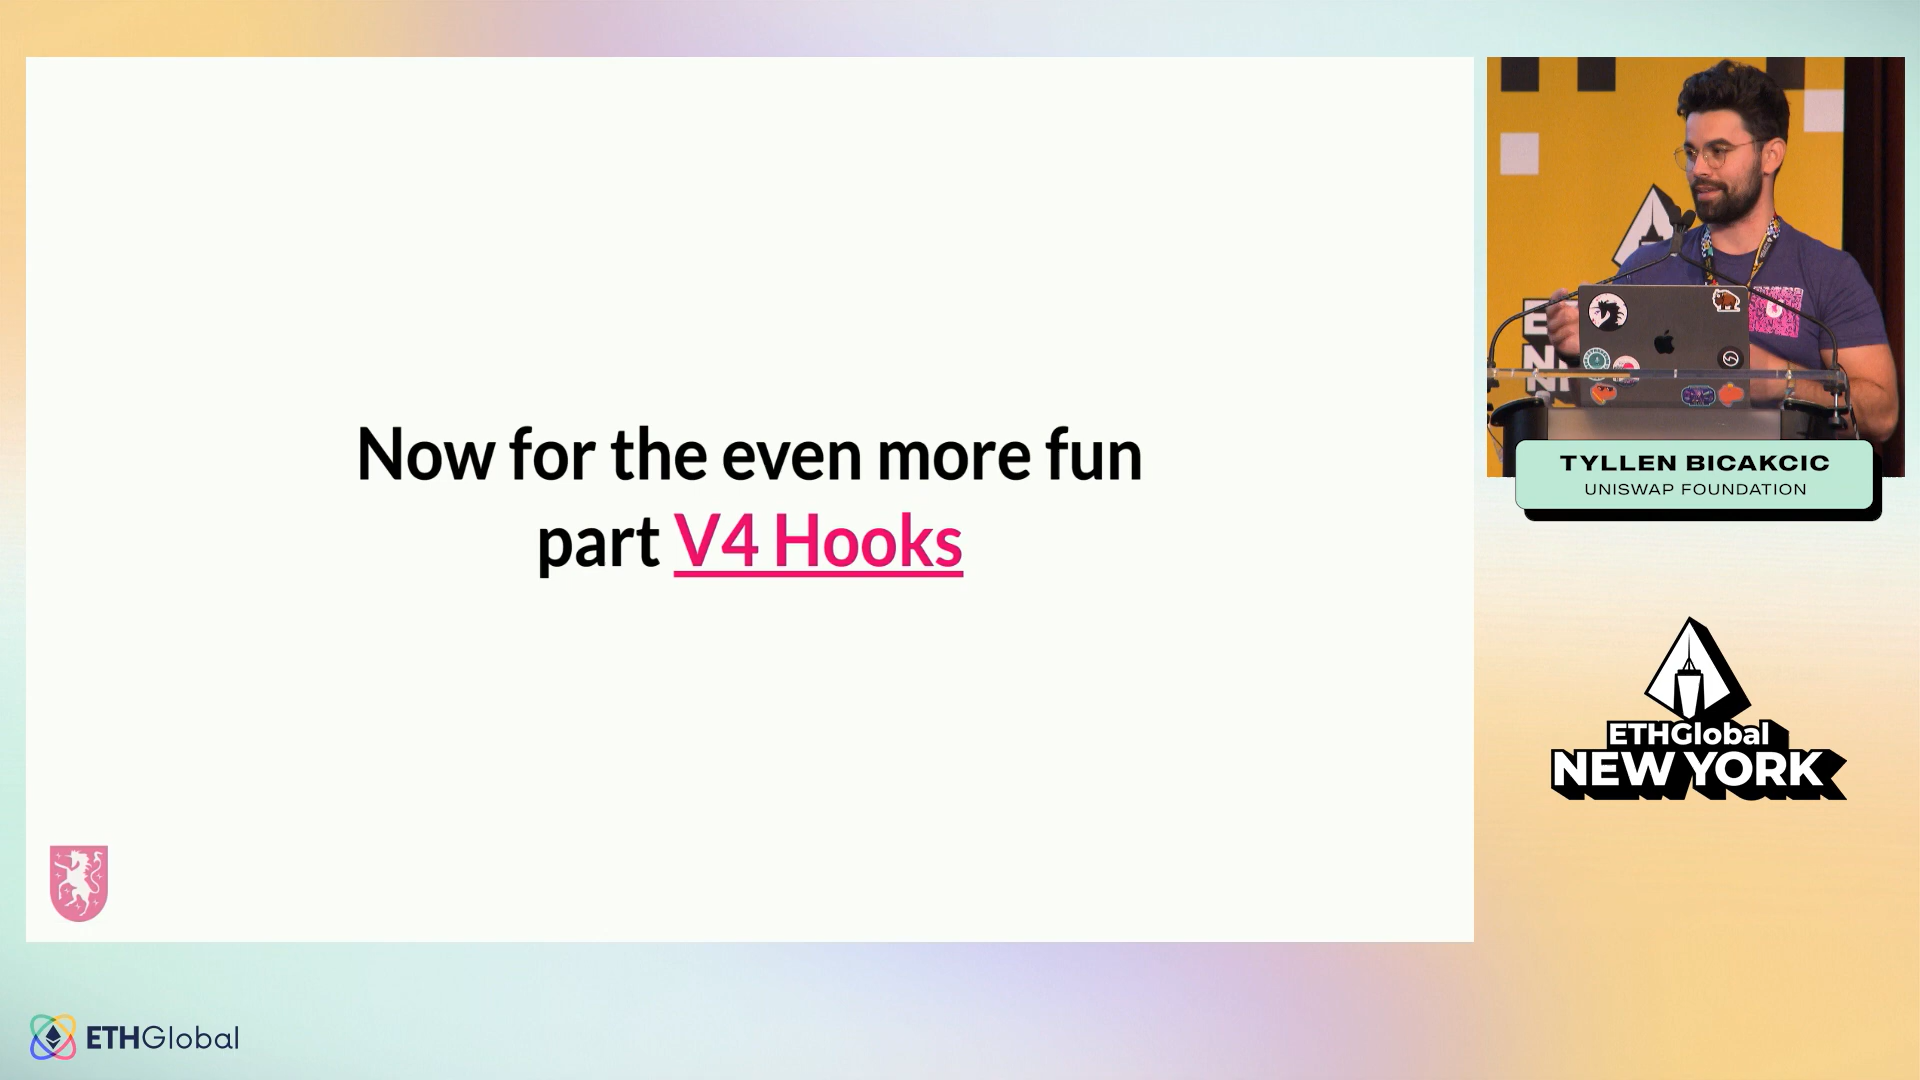 Now for the even more fun
part V4 Hooks
TYLLEN BICAKCIC
UNISWAP FOUNDATION
ETHGlobal
NEW YORK
ETHGlobal